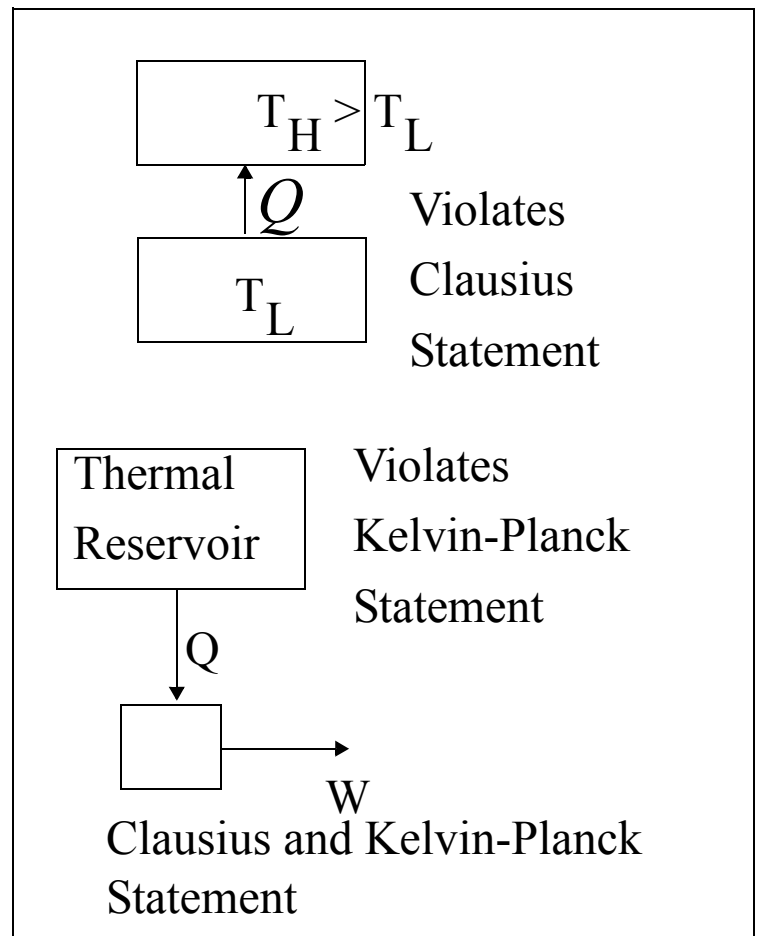 T_H > T_L
Q
T_L
Violates
Clausius
Statement
Thermal
Reservoir
Violates
Kelvin-Planck
Statement
Q
W
Clausius and Kelvin-Planck
Statement